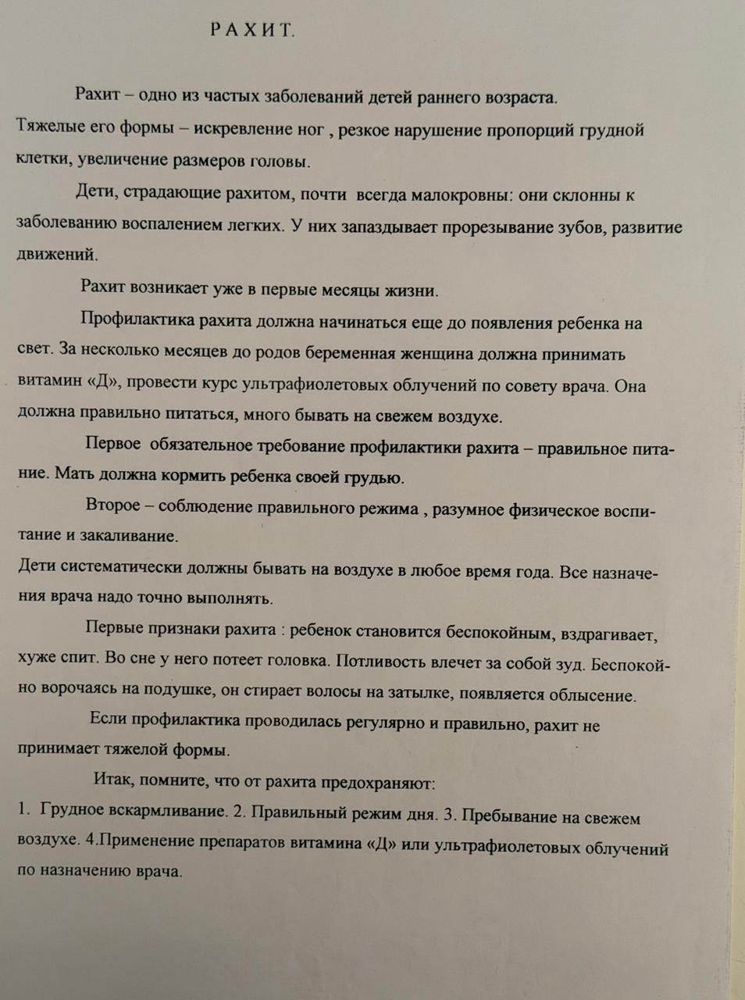 Р А Х И Т.
Рахит – одно из частых заболеваний детей раннего возраста.
Тяжелые его формы – искревление ног , резкое нарушение пропорций грудной
клетки, увеличение размеров головы.
Дети, страдающие рахитом, почти всегда малокровны: они склонны к
заболеванию воспалением легких. У них запаздывает прорезывание зубов, развитие
движений.
Рахит возникает уже в первые месяцы жизни.
Профилактика рахита должна начинаться еще до появления ребенка на
свет. За несколько месяцев до родов беременная женщина должна принимать
витамин «Д», провести курс ультрафиолетовых облучений по совету врача. Она
должна правильно питаться, много бывать на свежем воздухе.
Первое обязательное требование профилактики рахита – правильное пита-
ние. Мать должна кормить ребенка своей грудью.
Второе – соблюдение правильного режима , разумное физическое воспи-
тание и закаливание.
Дети систематически должны бывать на воздухе в любое время года. Все назначе-
ния врача надо точно выполнять.
Первые признаки рахита : ребенок становится беспокойным, вздрагивает,
хуже спит. Во сне у него потеет головка. Потливость влечет за собой зуд. Беспокой-
но ворочаясь на подушке, он стирает волосы на затылке, появляется облысение.
Если профилактика проводилась регулярно и правильно, рахит не
принимает тяжелой формы.
Итак, помните, что от рахита предохраняют:
1. Грудное вскармливание. 2. Правильный режим дня. 3. Пребывание на свежем
воздухе. 4.Применение препаратов витамина «Д» или ультрафиолетовых облучений
по назначению врача.